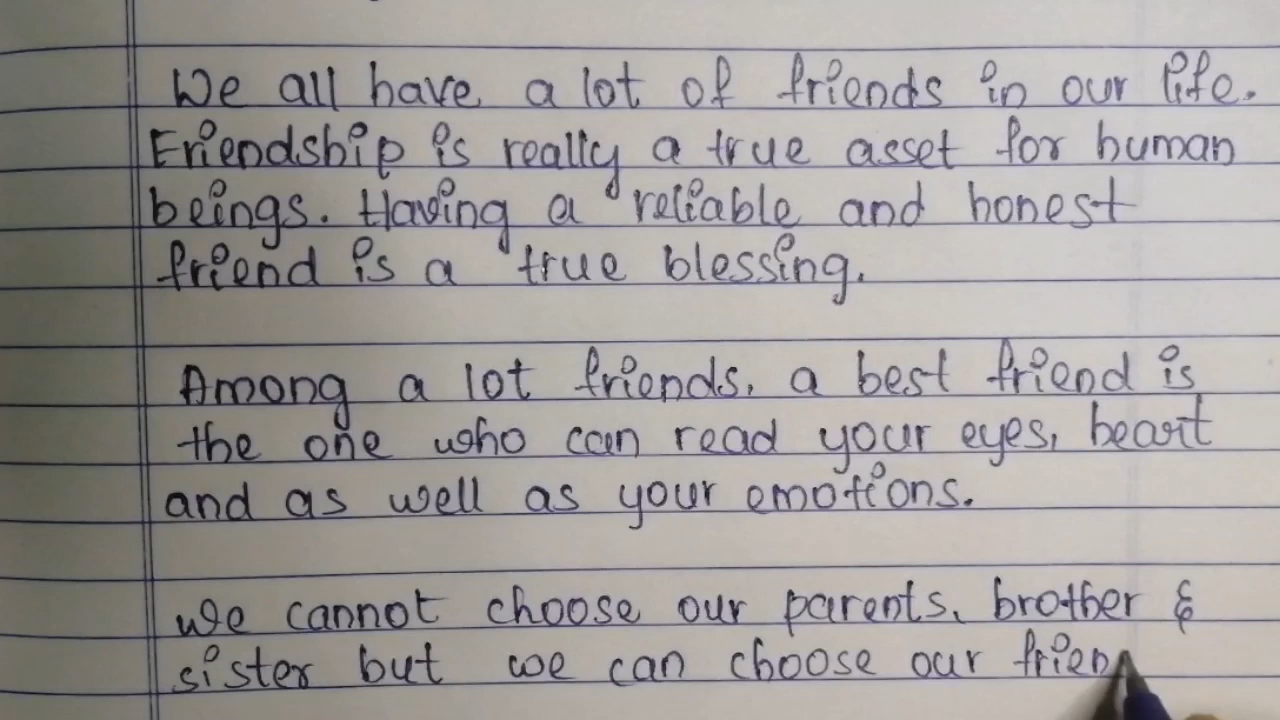 We all have a lot of friends in our life.
Friendship is really a true asset for human
beings. Having a reliable and honest
friend is a true blessing.
Among a lot friends, a best friend is
the one who can read your eyes, heart
and as well as your emotions.
We cannot choose our parents, brother &
sister but we can choose our frien